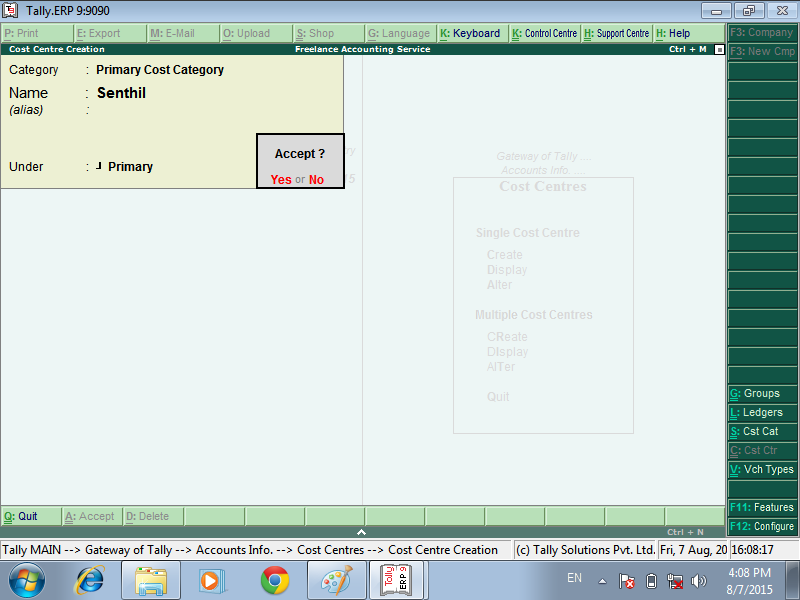 Tally.ERP 9:9090
P: Print E: Export M: E-Mail O: Upload S: Shop G: Language K: Keyboard K: Control Centre H: Support Centre H: Help
F3: Company
Cost Centre Creation Freelance Accounting Service Ctrl + M
F3: New Cmp
Category : Primary Cost Category
Name : Senthil
(alias) :
Under : ┘ Primary
Accept ?
Yes or No
Gateway of Tally ....
Accounts Info. ....
Cost Centres
Single Cost Centre
Create
Display
Alter
Multiple Cost Centres
CReate
DIsplay
AlTer
Quit
G: Groups
L: Ledgers
S: Cst Cat
C: Cst Ctr
V: Vch Types
F11: Features
F12: Configure
Q: Quit A: Accept D: Delete
Ctrl + N
Tally MAIN --> Gateway of Tally --> Accounts Info. --> Cost Centres --> Cost Centre Creation (c) Tally Solutions Pvt. Ltd. Fri, 7 Aug, 20 16:08:17
Tally
ERP 9
EN
4:08 PM
8/7/2015